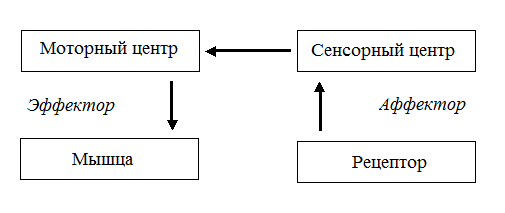 Моторный центр
Сенсорный центр
Эффектор
Аффектор
Мышца
Рецептор